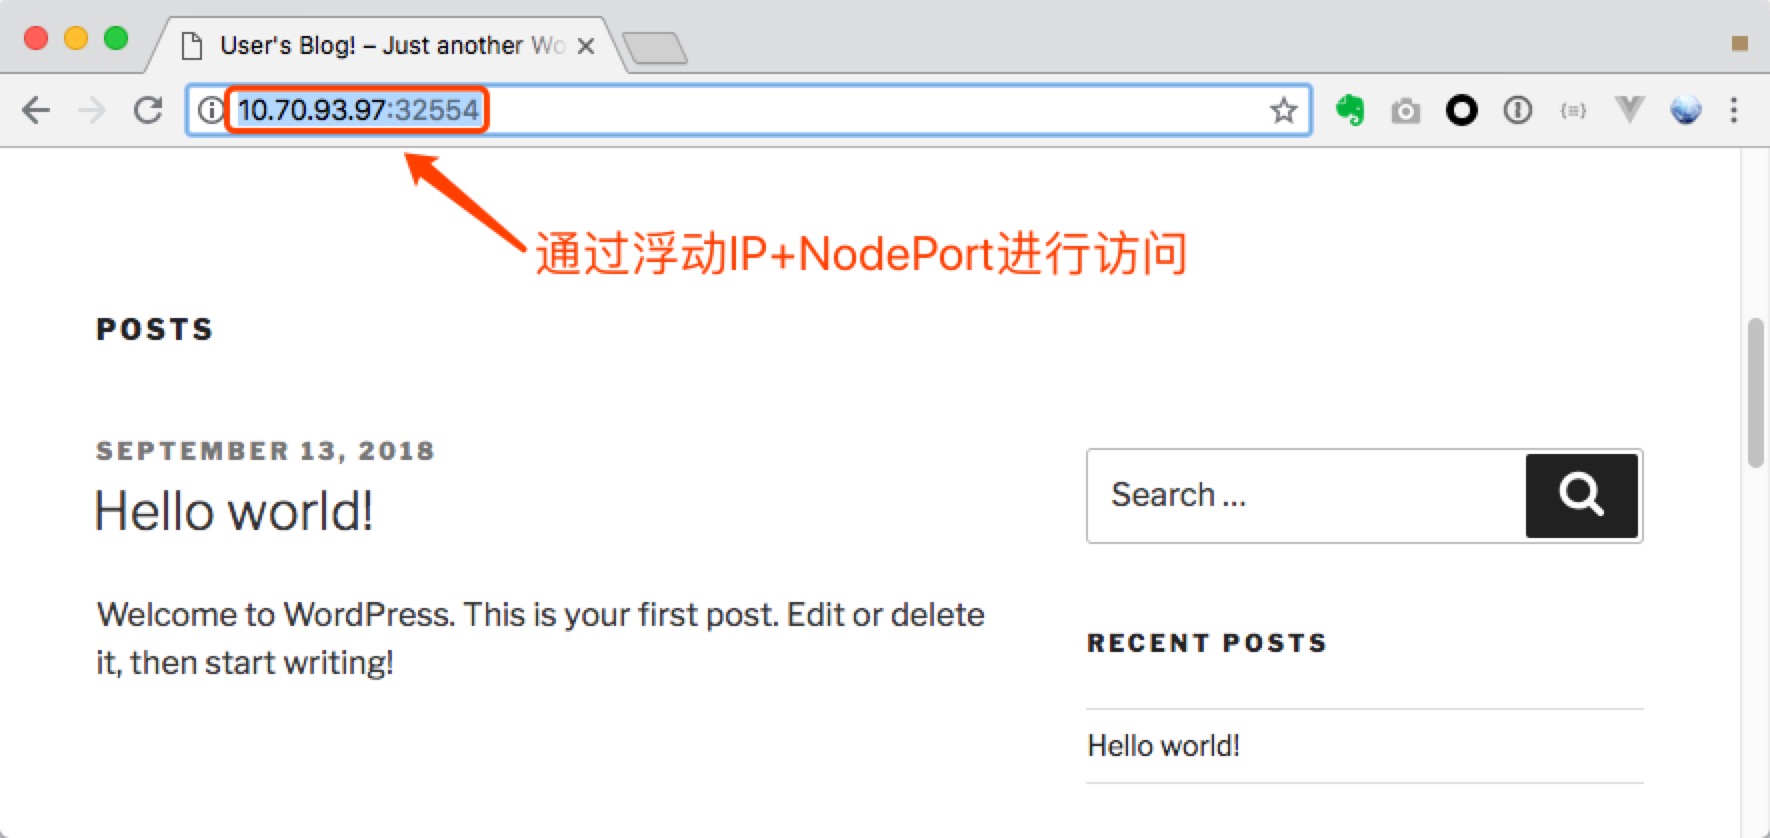 User's Blog! – Just another Wo
10.70.93.97:32554
通过浮动IP+NodePort进行访问
POSTS
SEPTEMBER 13, 2018
Hello world!
Welcome to WordPress. This is your first post. Edit or delete
it, then start writing!
Search ...
RECENT POSTS
Hello world!